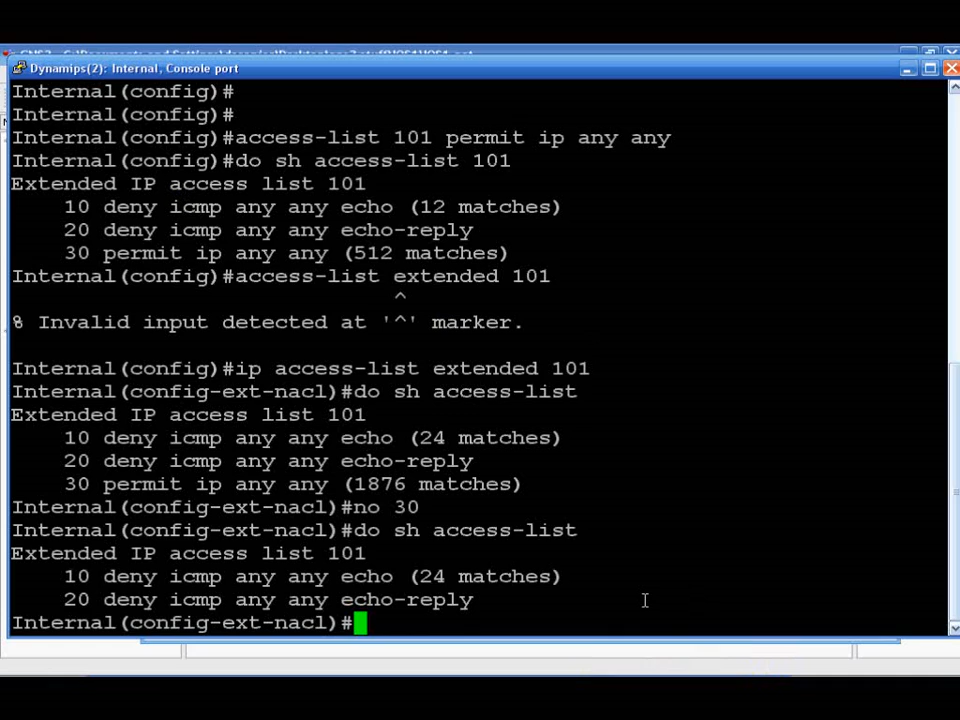 Dynamips(2): Internal, Console port
Internal(config)#
Internal(config)#
Internal(config)#access-list 101 permit ip any any
Internal(config)#do sh access-list 101
Extended IP access list 101
    10 deny icmp any any echo (12 matches)
    20 deny icmp any any echo-reply
    30 permit ip any any (512 matches)
Internal(config)#access-list extended 101
                             ^
% Invalid input detected at '^' marker.
Internal(config)#ip access-list extended 101
Internal(config-ext-nacl)#do sh access-list
Extended IP access list 101
    10 deny icmp any any echo (24 matches)
    20 deny icmp any any echo-reply
    30 permit ip any any (1876 matches)
Internal(config-ext-nacl)#no 30
Internal(config-ext-nacl)#do sh access-list
Extended IP access list 101
    10 deny icmp any any echo (24 matches)
    20 deny icmp any any echo-reply
Internal(config-ext-nacl)#